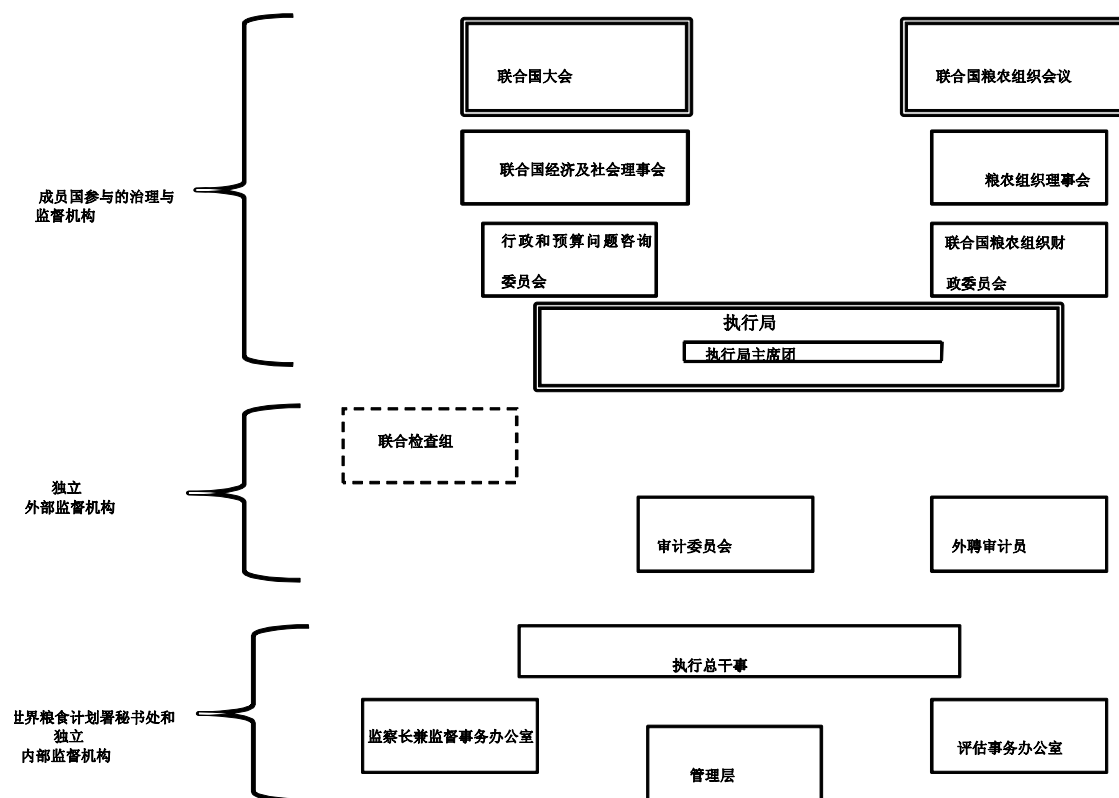 联合国大会
联合国粮农组织会议
联合国经济及社会理事会
粮农组织理事会
成员国参与的治理与
监督机构
行政和预算问题咨询
委员会
联合国粮农组织财
政委员会
执行局
执行局主席团
联合检查组
独立
外部监督机构
审计委员会
外聘审计员
执行总干事
世界粮食计划署秘书处和
独立
内部监督机构
监察长兼监督事务办公室
管理层
评估事务办公室